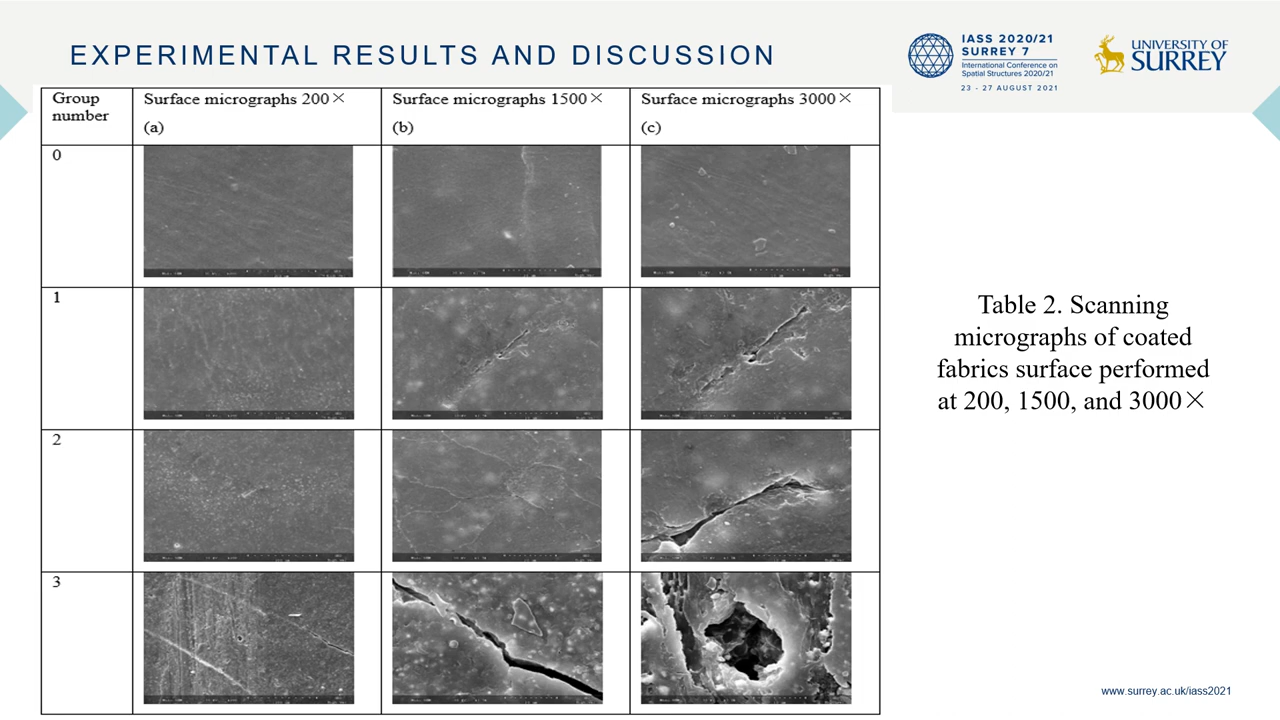 EXPERIMENTAL RESULTS AND DISCUSSION
IASS 2020/21
SURREY 7
International Conference on
Spatial Structures 2020/21
23 - 27 AUGUST 2021
UNIVERSITY OF
SURREY
Group
number
Surface micrographs 200×
(a)
Surface micrographs 1500×
(b)
Surface micrographs 3000×
(c)
0
1
2
3
Table 2. Scanning
micrographs of coated
fabrics surface performed
at 200, 1500, and 3000×
www.surrey.ac.uk/iass2021